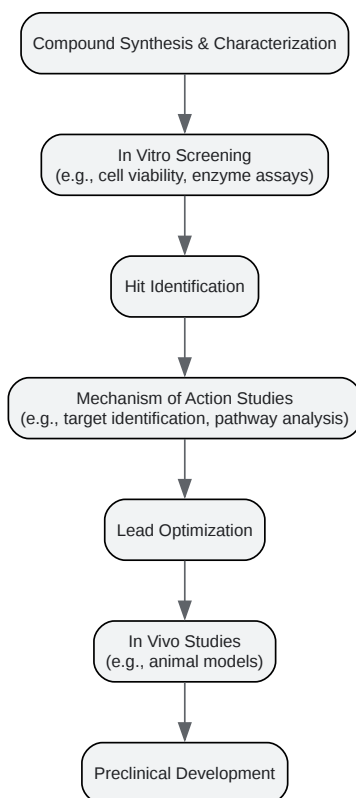 Compound Synthesis & Characterization
In Vitro Screening
(e.g., cell viability, enzyme assays)
Hit Identification
Mechanism of Action Studies
(e.g., target identification, pathway analysis)
Lead Optimization
In Vivo Studies
(e.g., animal models)
Preclinical Development